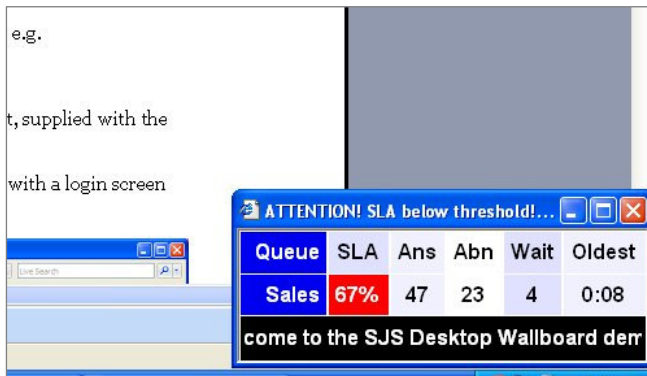 e.g.
t, supplied with the
with a login screen
Live Search
ATTENTION! SLA below threshold!...
Queue SLA Ans Abn Wait Oldest
Sales 67% 47 23 4 0:08
come to the SJS Desktop Wallboard dem